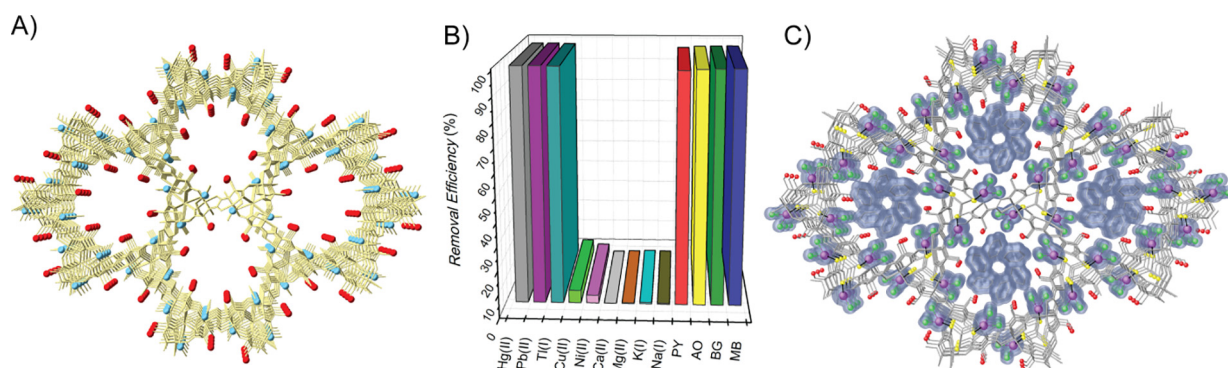 A)
B)
C)
Removal Efficiency (%)
100
90
80
70
60
50
40
30
20
10
0
Hg(II)
Pb(II)
Tl(I)
Cu(II)
Ni(II)
Ca(II)
Mg(II)
K(I)
Na(I)
PY
AO
BG
MB